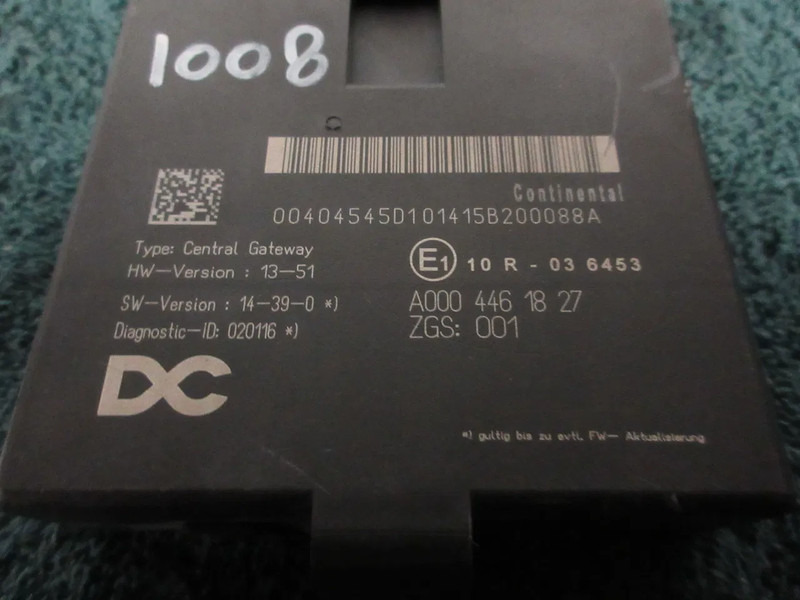 1008
Continental
00404545D101415B200088A
Type: Central Gateway
HW-Version : 13-51
SW-Version : 14-39-0 *)
Diagnostic-ID: 020116 *)
E1 10 R - 03 6453
A000 446 18 27
ZGS: 001
DC
*) gultig bis zu evtl. FW- Aktualisierung